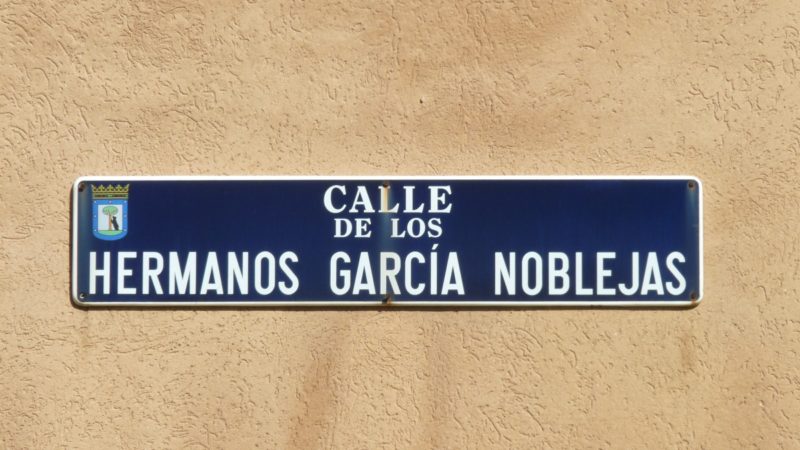 CALLE
DE LOS
HERMANOS GARCÍA NOBLEJAS